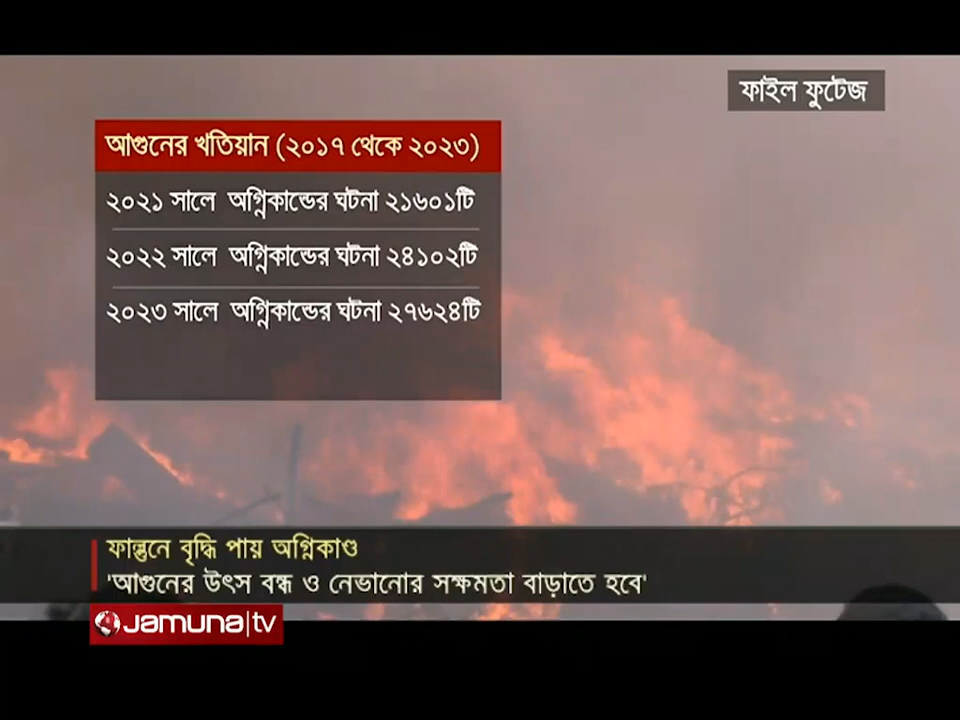 ফাইল ফুটেজ
আগুনের খতিয়ান (২০১৭ থেকে ২০২৩)
২০২১ সালে অগ্নিকান্ডের ঘটনা ২১৬০১টি
২০২২ সালে অগ্নিকান্ডের ঘটনা ২৪১০২টি
২০২৩ সালে অগ্নিকান্ডের ঘটনা ২৭৬২৪টি
ফাল্গুনে বৃদ্ধি পায় অগ্নিকাণ্ড
'আগুনের উৎস বন্ধ ও নেভানোর সক্ষমতা বাড়াতে হবে'
Jamuna|tv